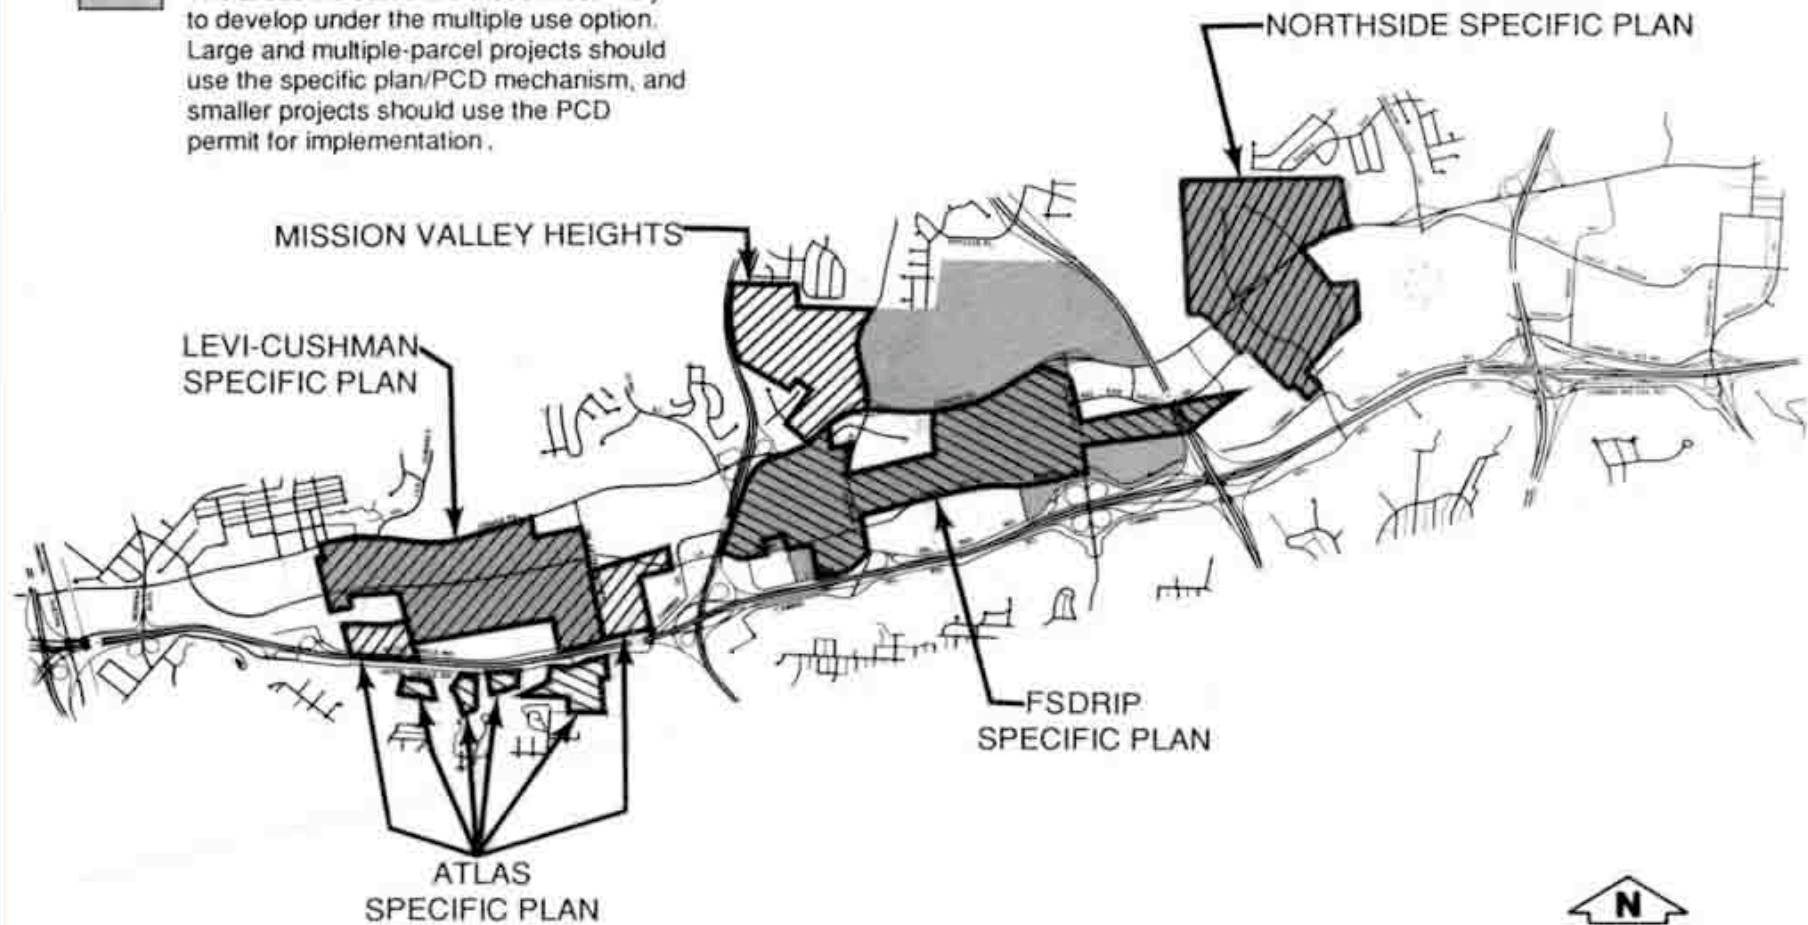 to develop under the multiple use option.
Large and multiple-parcel projects should
use the specific plan/PCD mechanism, and
smaller projects should use the PCD
permit for implementation.
NORTHSIDE SPECIFIC PLAN
MISSION VALLEY HEIGHTS
LEVI-CUSHMAN
SPECIFIC PLAN
FSDRIP
SPECIFIC PLAN
ATLAS
SPECIFIC PLAN
N